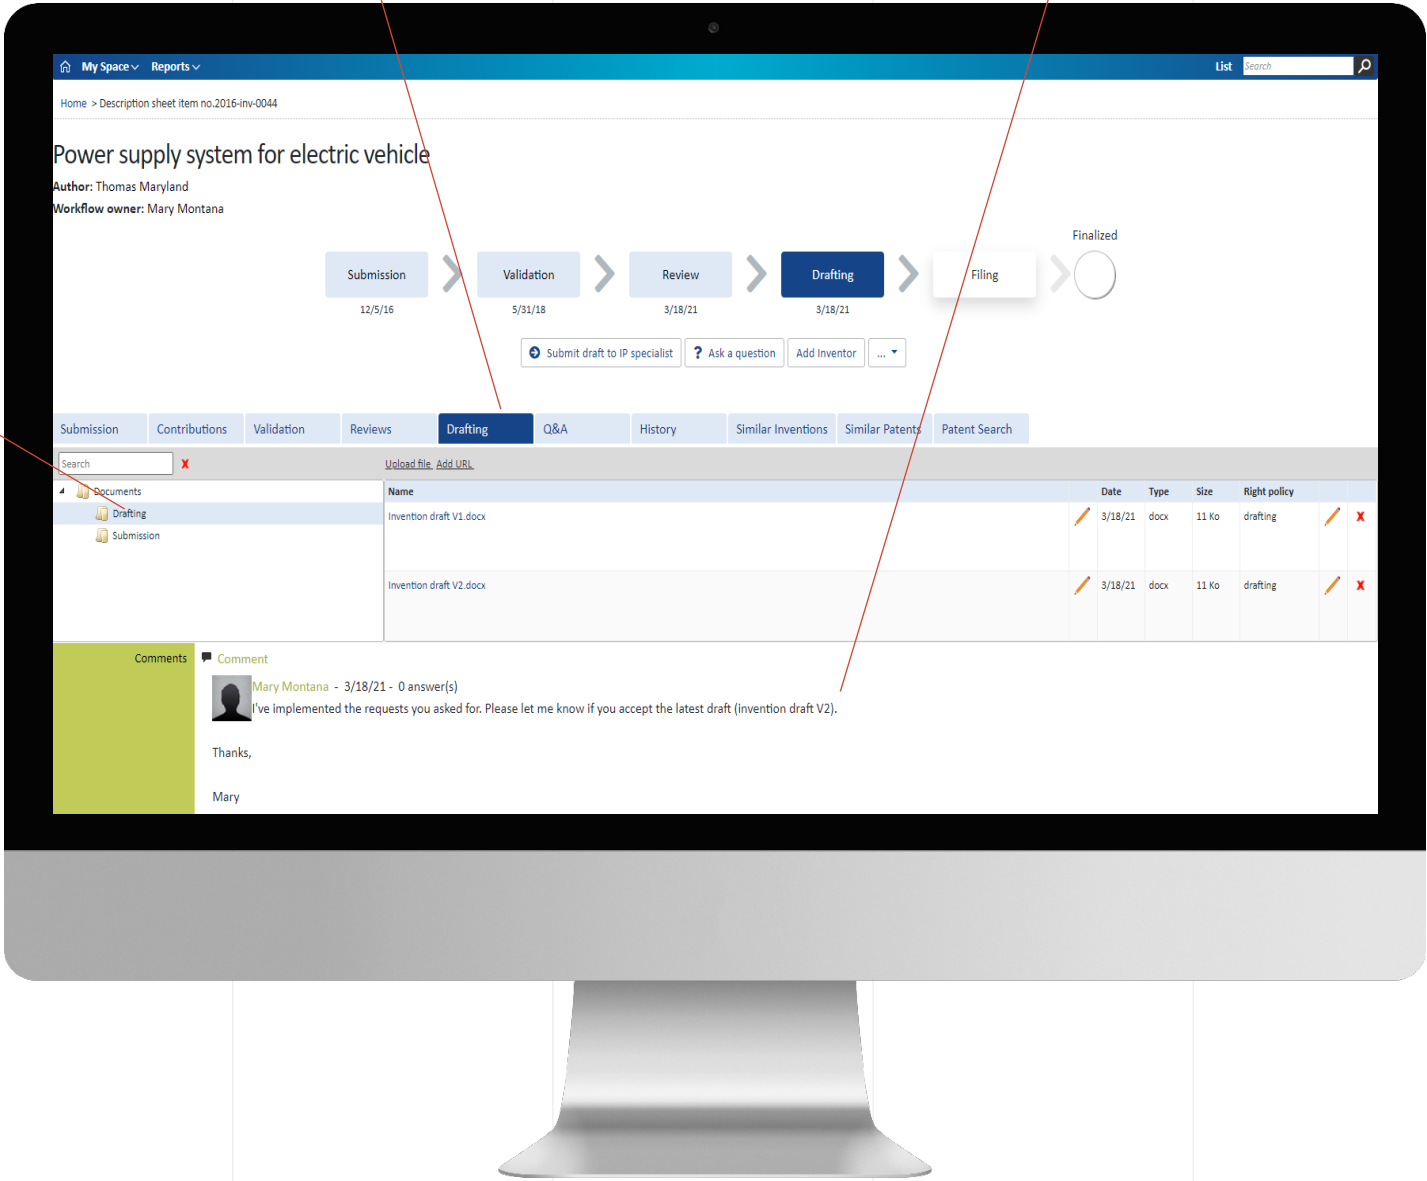 My Space Reports List Search
Home > Description sheet item no.2016-inv-0044
Power supply system for electric vehicle
Author: Thomas Maryland
Workflow owner: Mary Montana
Finalized
Submission Validation Review Drafting Filing
12/5/16 5/31/18 3/18/21 3/18/21
Submit draft to IP specialist ? Ask a question Add Inventor ...
Submission Contributions Validation Reviews Drafting Q&A History Similar Inventions Similar Patents Patent Search
Search X Upload file Add URL
Documents Name Date Type Size Right policy
Drafting Invention draft V1.docx 3/18/21 docx 11 Ko drafting X
Submission
Invention draft V2.docx 3/18/21 docx 11 Ko drafting X
Comments Comment
Mary Montana - 3/18/21 - 0 answer(s)
I've implemented the requests you asked for. Please let me know if you accept the latest draft (invention draft V2).
Thanks,
Mary